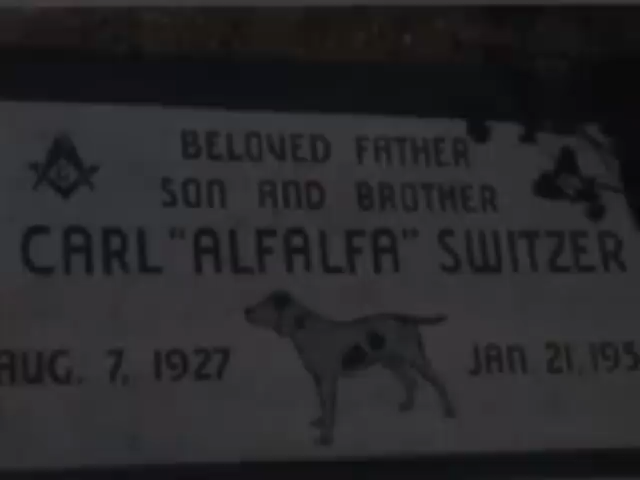 BELOVED FATHER
SON AND BROTHER
CARL "ALFALFA" SWITZER
AUG. 7, 1927 JAN 21, 195